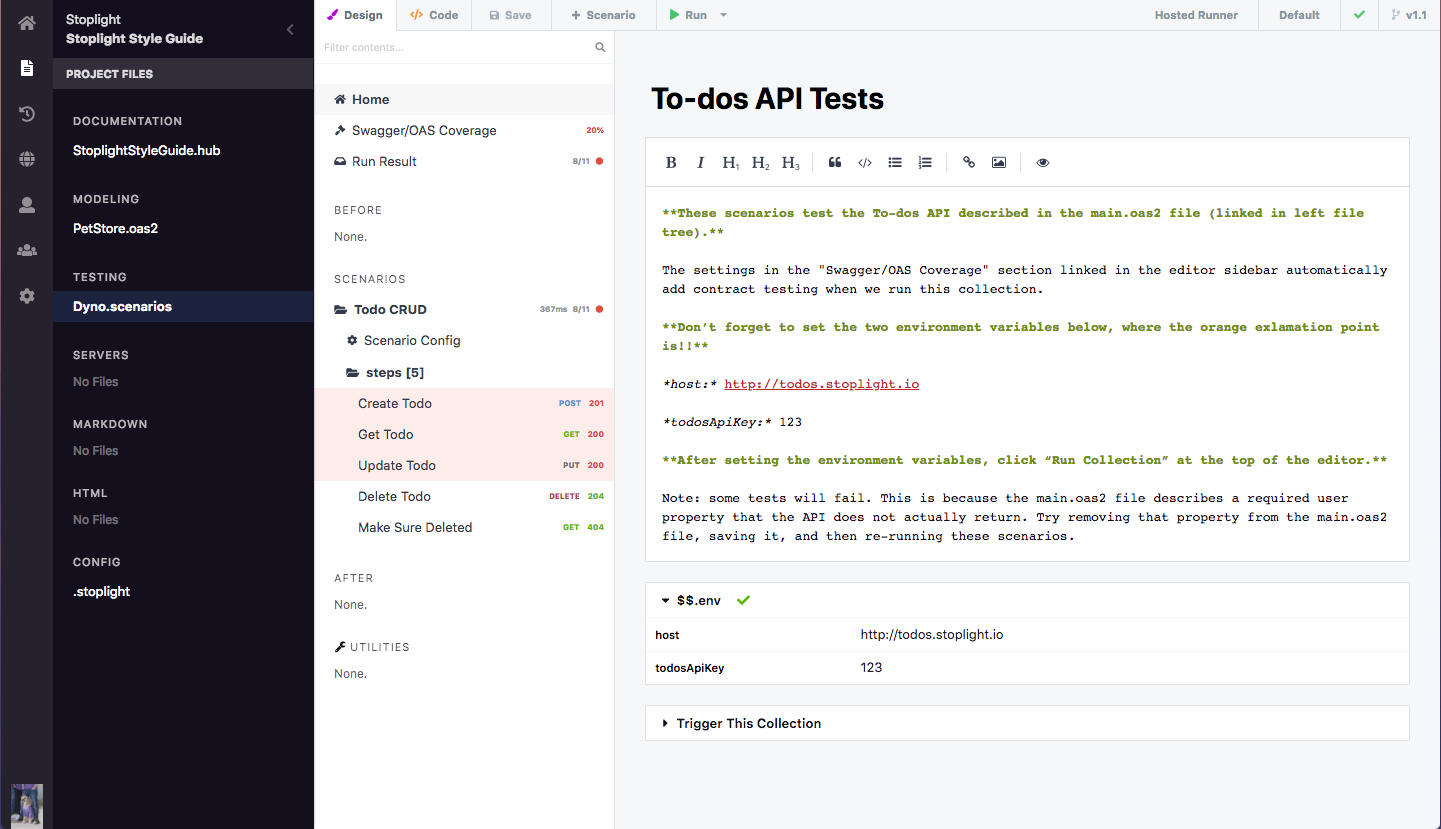 Stoplight
Stoplight Style Guide
PROJECT FILES
DOCUMENTATION
StoplightStyleGuide.hub
MODELING
PetStore.oas2
TESTING
Dyno.scenarios
SERVERS
No Files
MARKDOWN
No Files
HTML
No Files
CONFIG
.stoplight
Design
Code
Save
Scenario
Run
Hosted Runner
Default
v1.1
Filter contents...
Home
Swagger/OAS Coverage 20%
Run Result 8/11
BEFORE
None.
SCENARIOS
Todo CRUD 367ms 8/11
Scenario Config
steps [5]
Create Todo POST 201
Get Todo GET 200
Update Todo PUT 200
Delete Todo DELETE 204
Make Sure Deleted GET 404
AFTER
None.
UTILITIES
None.
To-dos API Tests
B I H1 H2 H3
**These scenarios test the To-dos API described in the main.oas2 file (linked in left file
tree).**
The settings in the "Swagger/OAS Coverage" section linked in the editor sidebar automatically
add contract testing when we run this collection.
**Don’t forget to set the two environment variables below, where the orange exlamation point
is!!**
*host:* http://todos.stoplight.io
*todosApiKey:* 123
**After setting the environment variables, click “Run Collection” at the top of the editor.**
Note: some tests will fail. This is because the main.oas2 file describes a required user
property that the API does not actually return. Try removing that property from the main.oas2
file, saving it, and then re-running these scenarios.
$$.env
host http://todos.stoplight.io
todosApiKey 123
Trigger This Collection